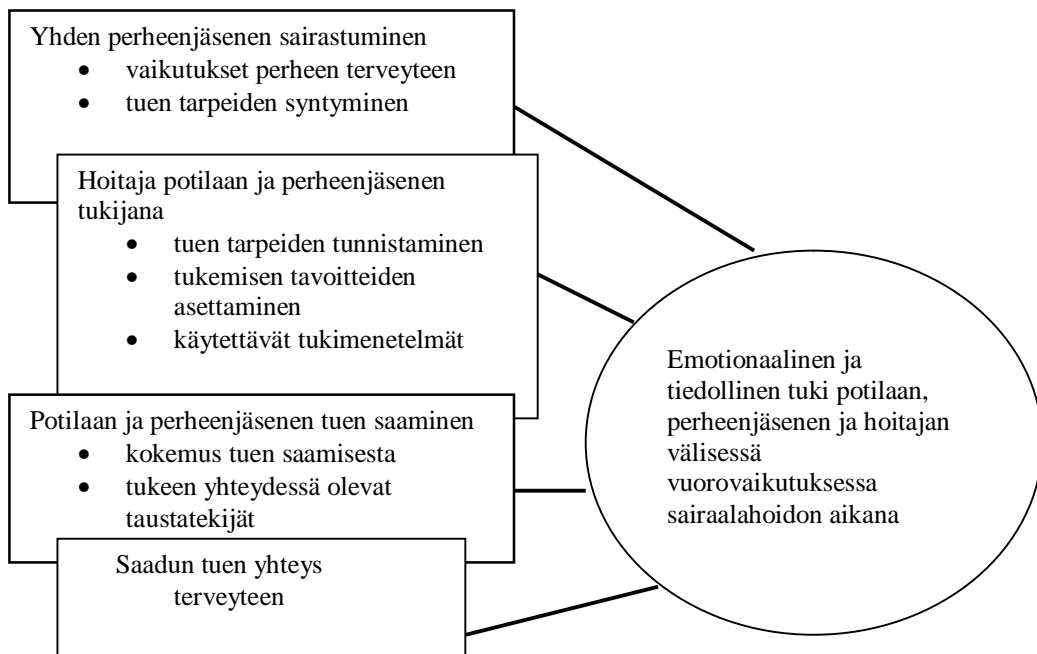 Yhden perheenjäsenen sairastuminen
• vaikutukset perheen terveyteen
• tuen tarpeiden syntyminen
Hoitaja potilaan ja perheenjäsenen
tukijana
• tuen tarpeiden tunnistaminen
• tukemisen tavoitteiden
asettaminen
• käytettävät tukimenetelmät
Potilaan ja perheenjäsenen tuen saaminen
• kokemus tuen saamisesta
• tukeen yhteydessä olevat
taustatekijät
Saadun tuen yhteys
terveyteen
Emotionaalinen ja
tiedollinen tuki potilaan,
perheenjäsenen ja hoitajan
välisessä
vuorovaikutuksessa
sairaalahoidon aikana